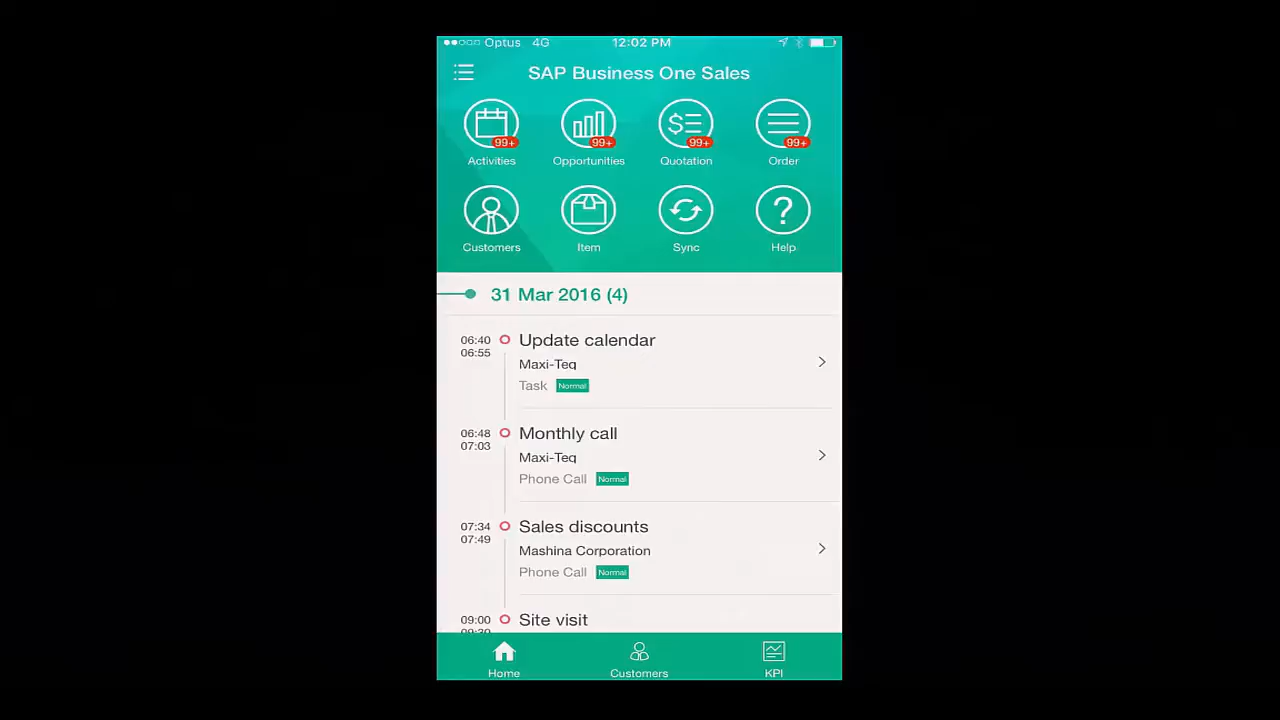 Optus 4G 12:02 PM
SAP Business One Sales
99+ 99+ 99+ 99+
Activities Opportunities Quotation Order
Customers Item Sync Help
31 Mar 2016 (4)
06:40 Update calendar
06:55 Maxi-Teq
Task Normal
06:48 Monthly call
07:03 Maxi-Teq
Phone Call Normal
07:34 Sales discounts
07:49 Mashina Corporation
Phone Call Normal
09:00 Site visit
09:30
Home Customers KPI